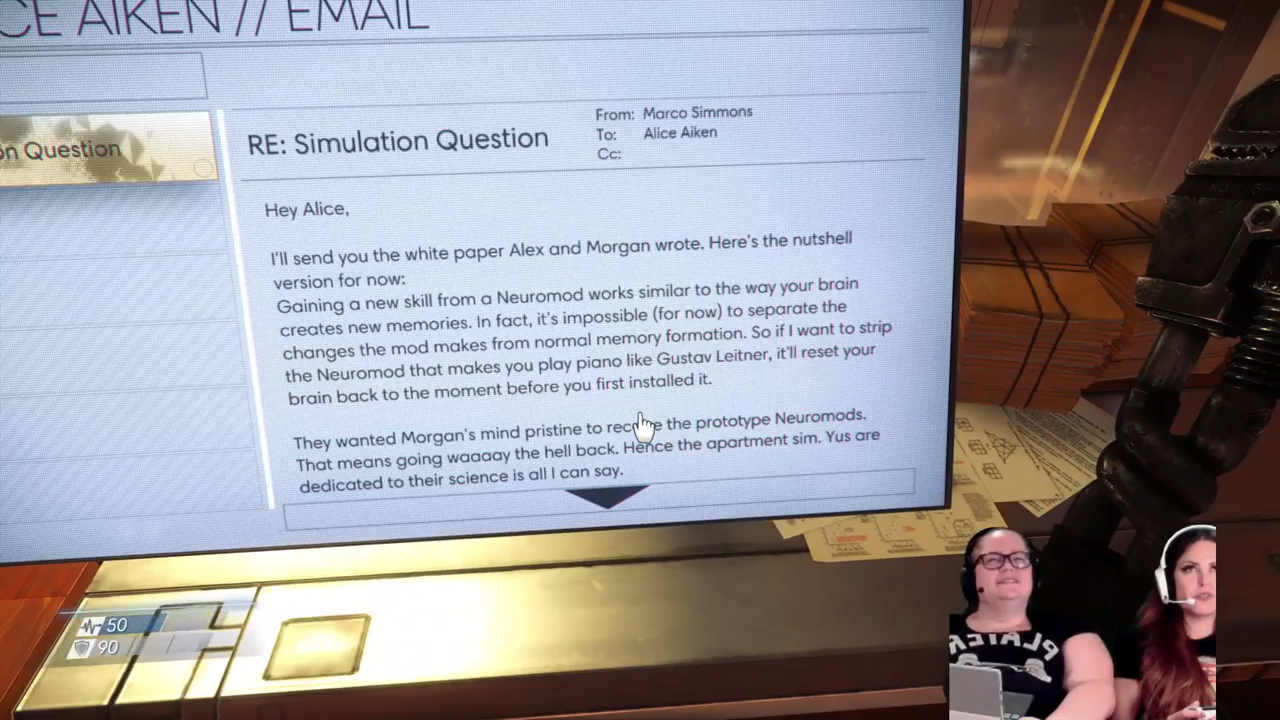 CE AIKEN // EMAIL
on Question
RE: Simulation Question
From: Marco Simmons
To: Alice Aiken
Cc:
Hey Alice,
I'll send you the white paper Alex and Morgan wrote. Here's the nutshell
version for now:
Gaining a new skill from a Neuromod works similar to the way your brain
creates new memories. In fact, it's impossible (for now) to separate the
changes the mod makes from normal memory formation. So if I want to strip
the Neuromod that makes you play piano like Gustav Leitner, it'll reset your
brain back to the moment before you first installed it.
They wanted Morgan's mind pristine to the prototype Neuromods.
That means going waaaay the hell back. Hence the apartment sim. Yus are
dedicated to their science is all I can say.
50
90
PLAYER